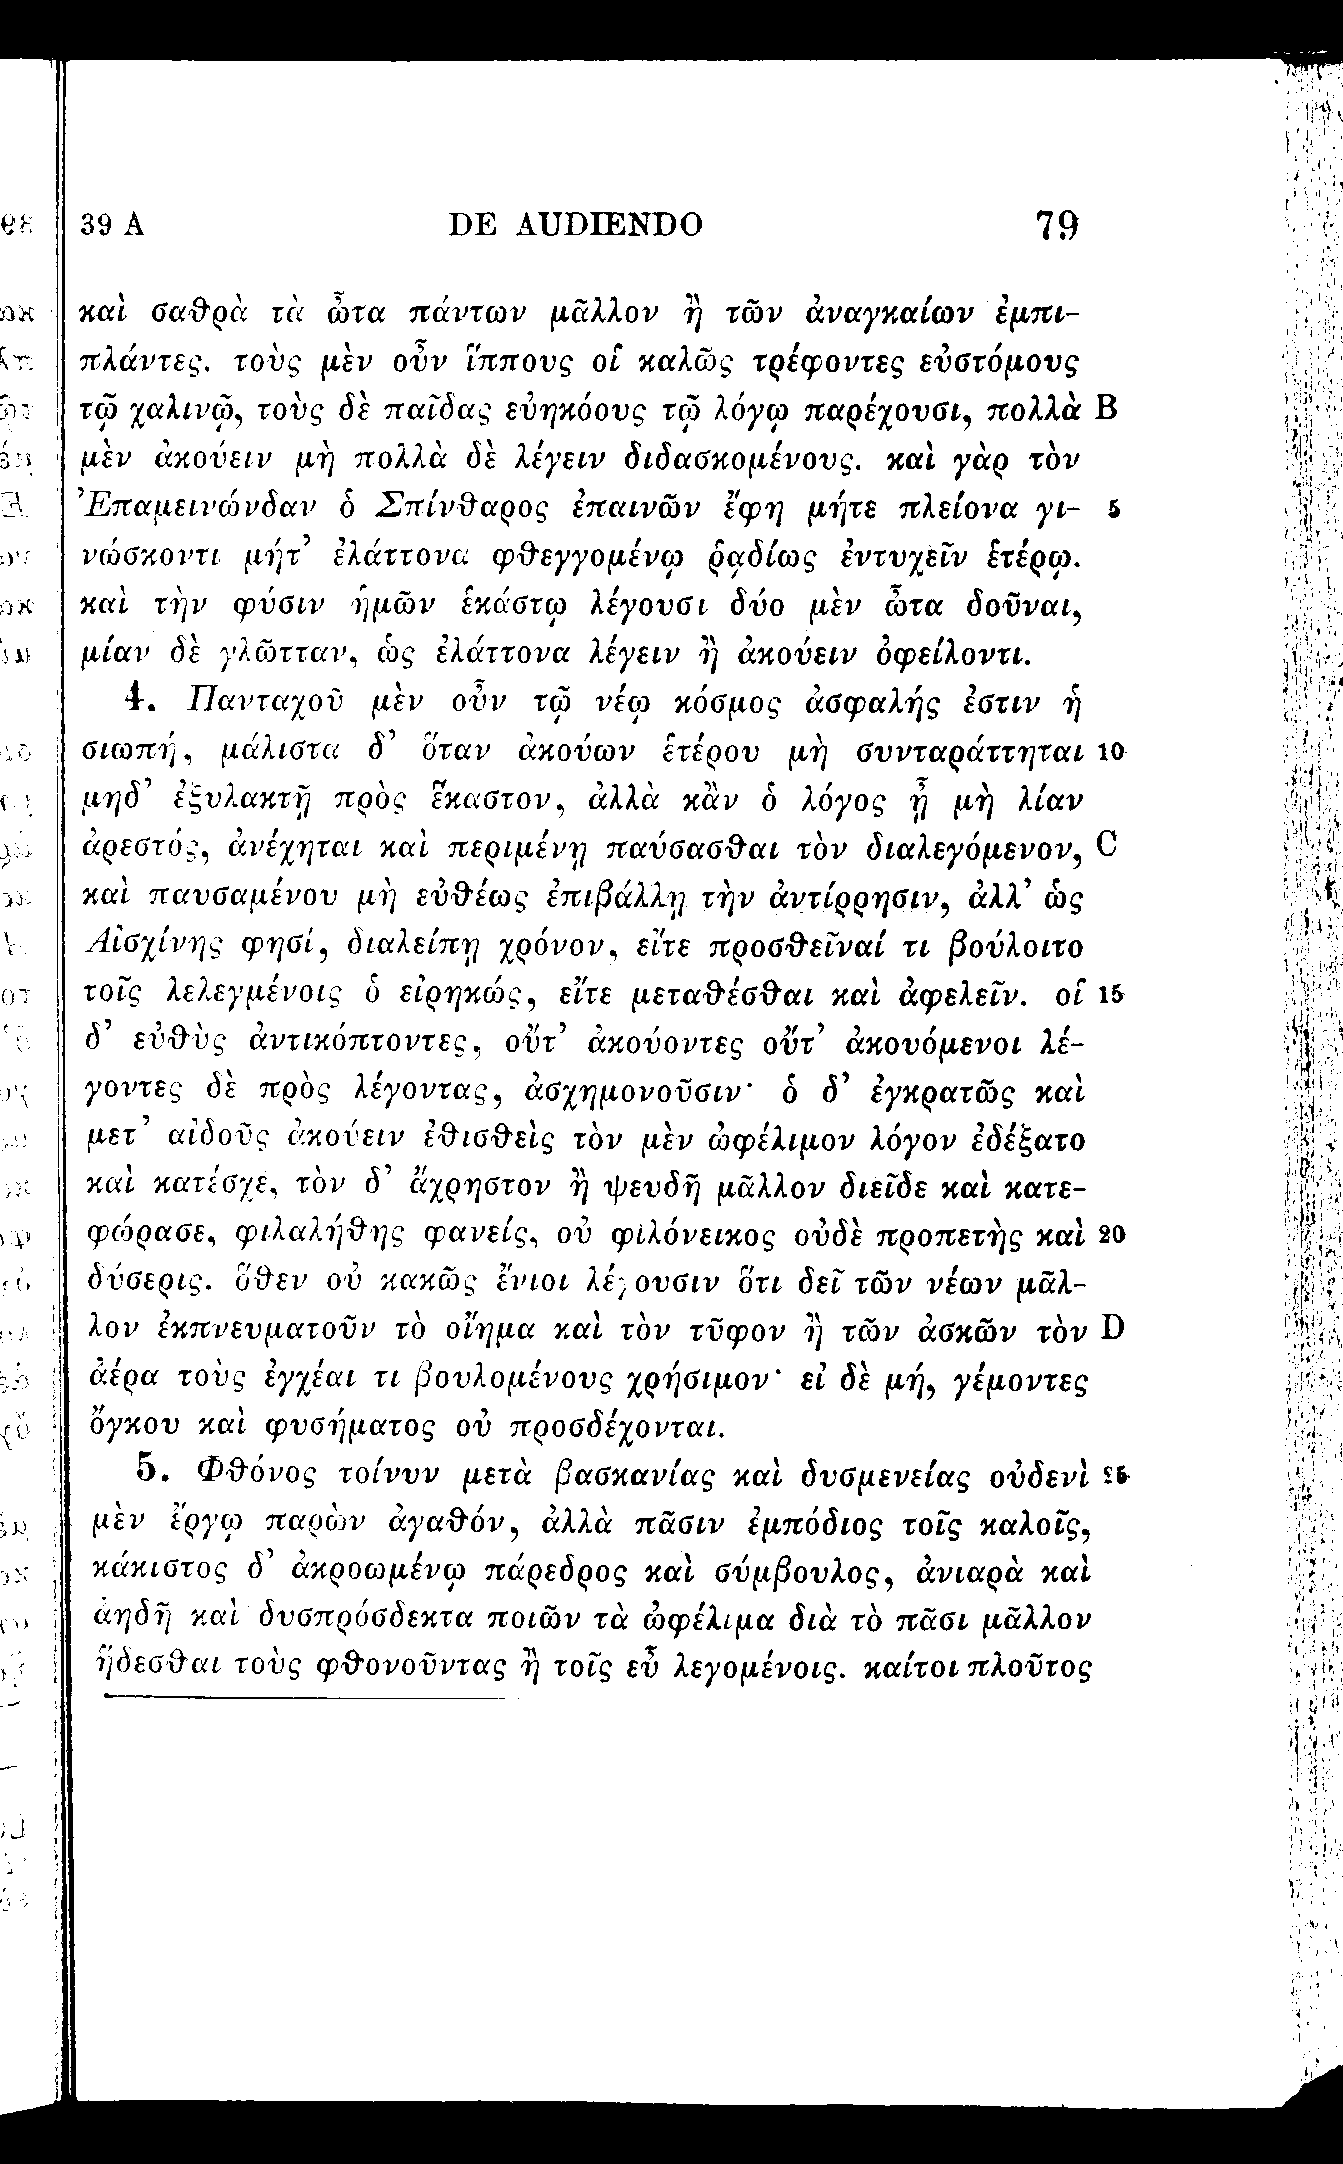 39 A DE AUDIENDO 79
καὶ σαθρὰ τὰ ὦτα πάντων μᾶλλον ἢ τῶν ἀναγκαίων ἐμπι-
πλάντες. τοὺς μὲν οὖν ἵππους οἱ καλῶς τρέφοντες εὐστόμους
τῷ χαλινῷ, τοὺς δὲ παῖδας εὐηκόους τῷ λόγῳ παρέχουσι, πολλὰ B
μὲν ἀκούειν μὴ πολλὰ δὲ λέγειν διδασκομένους. καὶ γὰρ τὸν
Ἐπαμεινώνδαν ὁ Σπίνθαρος ἐπαινῶν ἔφη μήτε πλείονα γι- 5
νώσκοντι μήτ’ ἐλάττονα φθεγγομένῳ ῥᾳδίως ἐντυχεῖν ἑτέρῳ.
καὶ τὴν φύσιν ἡμῶν ἑκάστῳ λέγουσι δύο μὲν ὦτα δοῦναι,
μίαν δὲ γλῶτταν, ὡς ἐλάττονα λέγειν ἢ ἀκούειν ὀφείλοντι.
4. Πανταχοῦ μὲν οὖν τῷ νέῳ κόσμος ἀσφαλής ἐστιν ἡ
σιωπή, μάλιστα δ’ ὅταν ἀκούων ἑτέρου μὴ συνταράττηται 10
μηδ’ ἐξυλακτῇ πρὸς ἕκαστον, ἀλλὰ κἂν ὁ λόγος ᾖ μὴ λίαν
ἀρεστός, ἀνέχηται καὶ περιμένῃ παύσασθαι τὸν διαλεγόμενον, C
καὶ παυσαμένου μὴ εὐθέως ἐπιβάλλῃ τὴν ἀντίρρησιν, ἀλλ’ ὡς
Αἰσχίνης φησί, διαλείπῃ χρόνον, εἴτε προσθεῖναί τι βούλοιτο
τοῖς λελεγμένοις ὁ εἰρηκώς, εἴτε μεταθέσθαι καὶ ἀφελεῖν. οἱ 15
δ’ εὐθὺς ἀντικόπτοντες, οὔτ’ ἀκούοντες οὔτ’ ἀκουόμενοι λέ-
γοντες δὲ πρὸς λέγοντας, ἀσχημονοῦσιν· ὁ δ’ ἐγκρατῶς καὶ
μετ’ αἰδοῦς ἀκούειν ἐθισθεὶς τὸν μὲν ὠφέλιμον λόγον ἐδέξατο
καὶ κατέσχε, τὸν δ’ ἄχρηστον ἢ ψευδῆ μᾶλλον διεῖδε καὶ κατε-
φώρασε, φιλαλήθης φανείς, οὐ φιλόνεικος οὐδὲ προπετὴς καὶ 20
δύσερις. ὅθεν οὐ κακῶς ἔνιοι λέγουσιν ὅτι δεῖ τῶν νέων μᾶλ-
λον ἐκπνευματοῦν τὸ οἴημα καὶ τὸν τῦφον ἢ τῶν ἀσκῶν τὸν D
ἀέρα τοὺς ἐγχέαι τι βουλομένους χρήσιμον· εἰ δὲ μή, γέμοντες
ὄγκου καὶ φυσήματος οὐ προσδέχονται.
5. Φθόνος τοίνυν μετὰ βασκανίας καὶ δυσμενείας οὐδενὶ 25
μὲν ἔργῳ παρὼν ἀγαθόν, ἀλλὰ πᾶσιν ἐμπόδιος τοῖς καλοῖς,
κάκιστος δ’ ἀκροωμένῳ πάρεδρος καὶ σύμβουλος, ἀνιαρὰ καὶ
ἀηδῆ καὶ δυσπρόσδεκτα ποιῶν τὰ ὠφέλιμα διὰ τὸ πᾶσι μᾶλλον
ἥδεσθαι τοὺς φθονοῦντας ἢ τοῖς εὖ λεγομένοις. καίτοι πλοῦτος